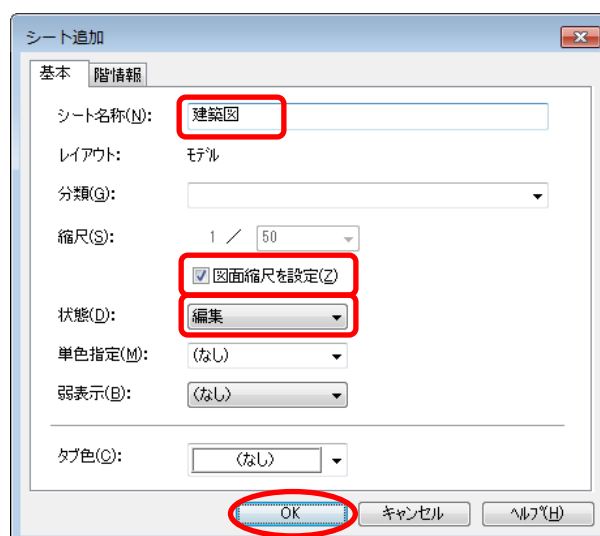 シート追加
基本 階情報
シート名称(N): 建築図
レイアウト: モデル
分類(G):
縮尺(S): 1 / 50
図面縮尺を設定(Z)
状態(D): 編集
単色指定(M): (なし)
弱表示(B): (なし)
タブ色(C): (なし)
OK キャンセル ヘルプ(H)